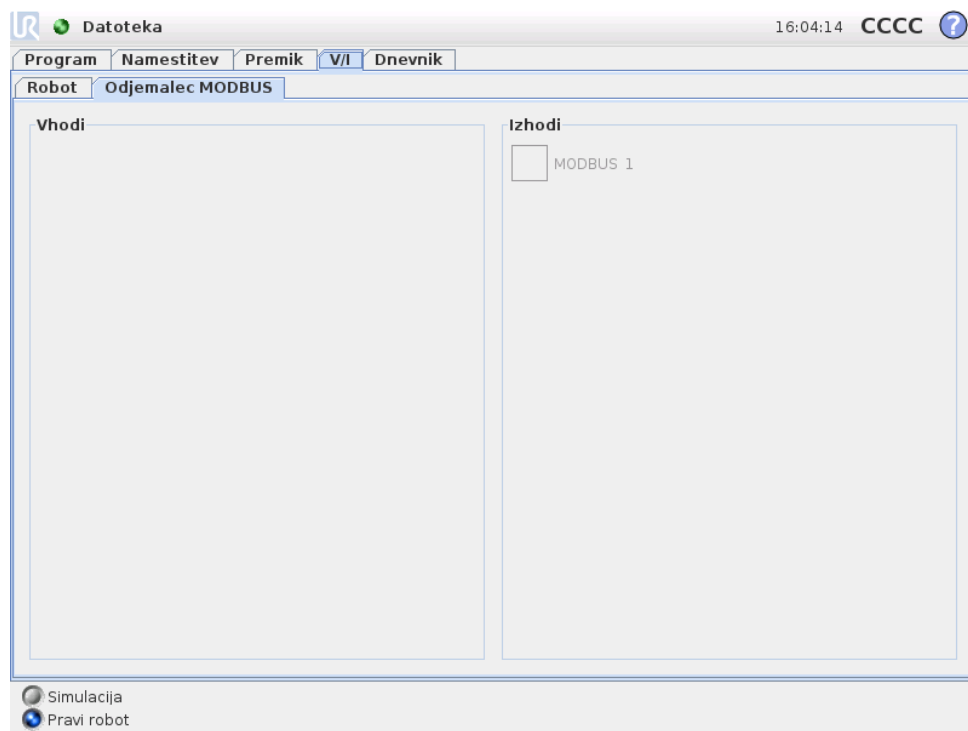 UR Datoteka 16:04:14 CCCC ?
Program Namestitev Premik V/I Dnevnik
Robot Odjemalec MODBUS
Vhodi Izhodi
MODBUS 1
Simulacija
Pravi robot